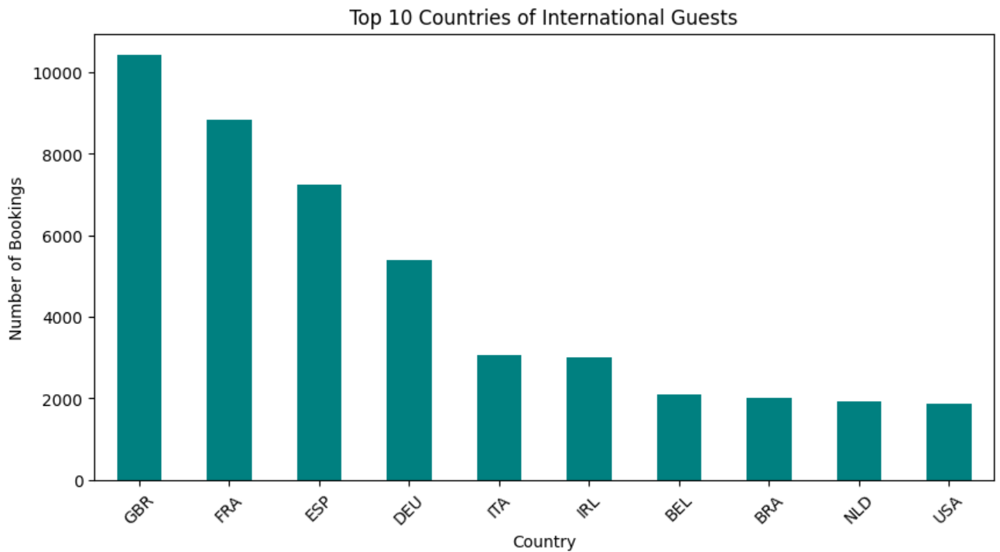 Top 10 Countries of International Guests
Number of Bookings
10000
8000
6000
4000
2000
0
GBR
FRA
ESP
DEU
ITA
IRL
BEL
BRA
NLD
USA
Country